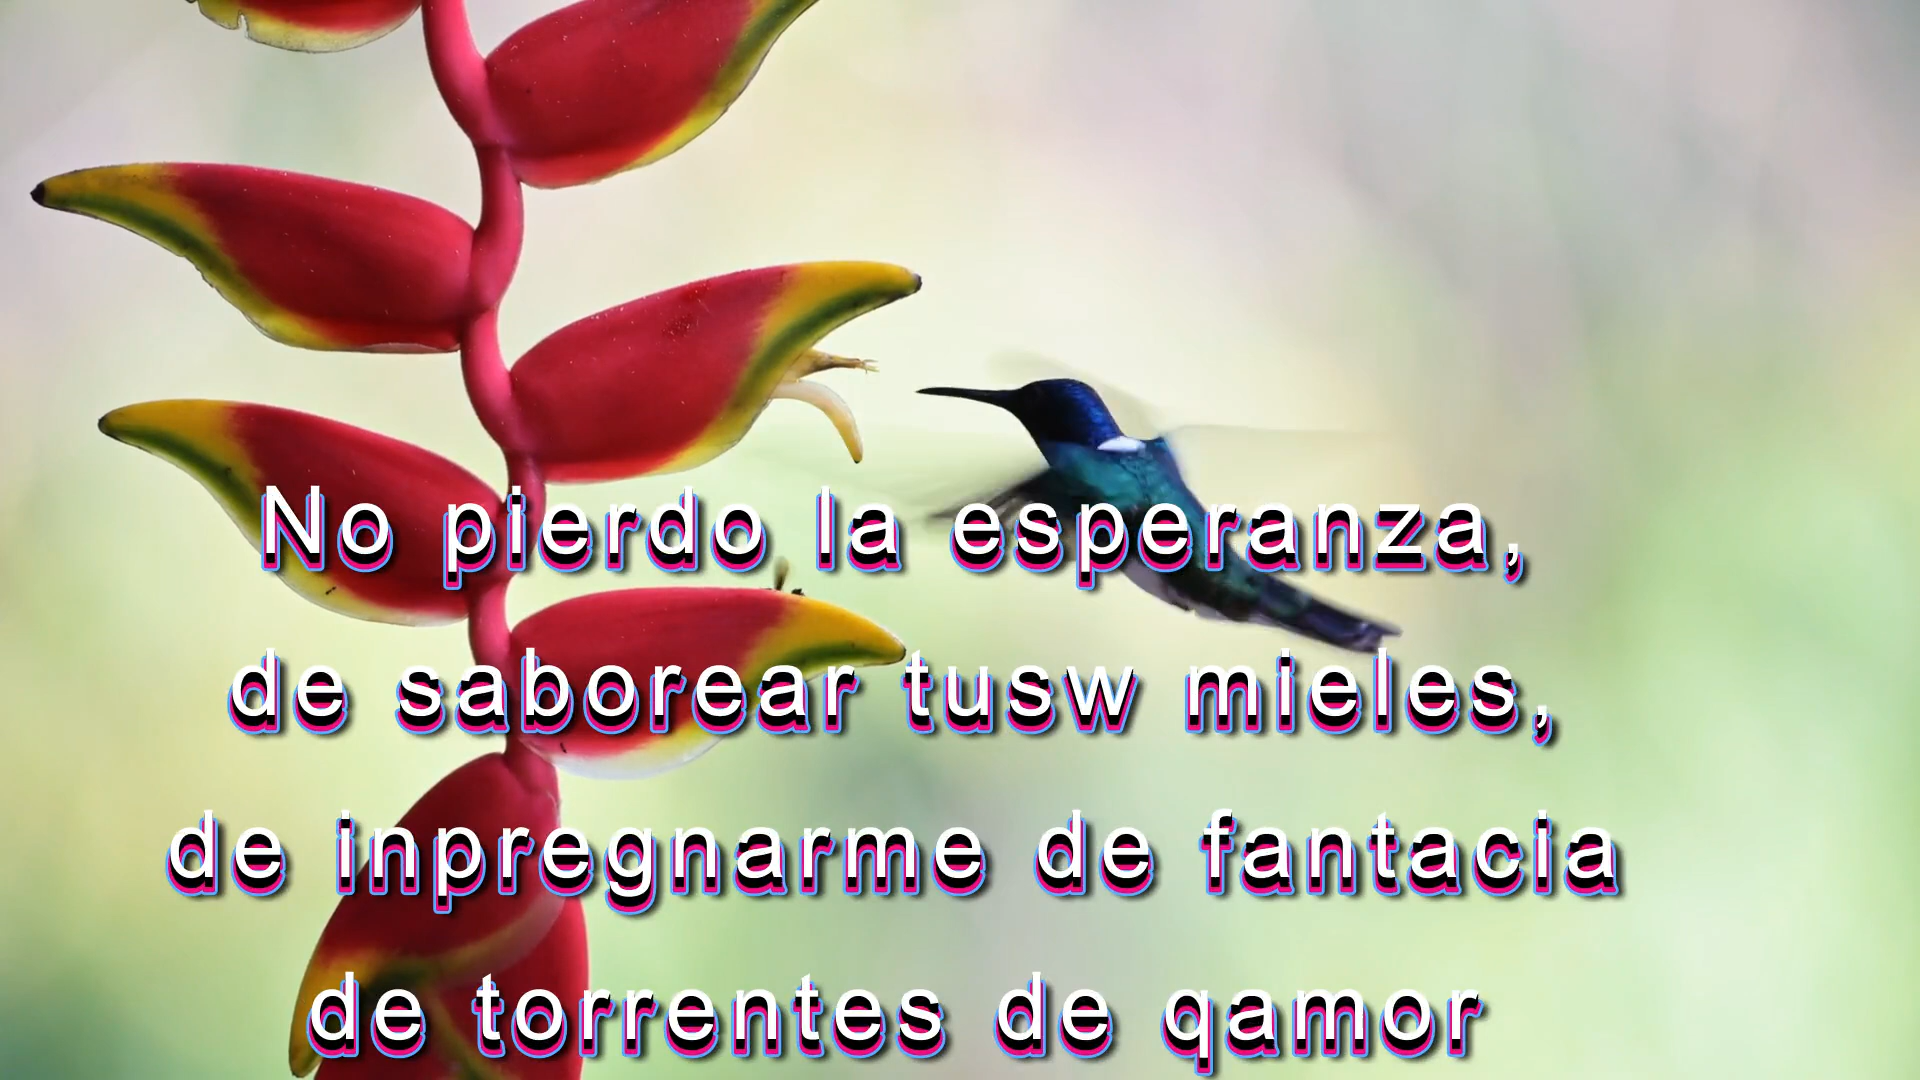 No pierdo la esperanza,
de saborear tusw mieles,
de inpregnarme de fantacia
de torrentes de qamor